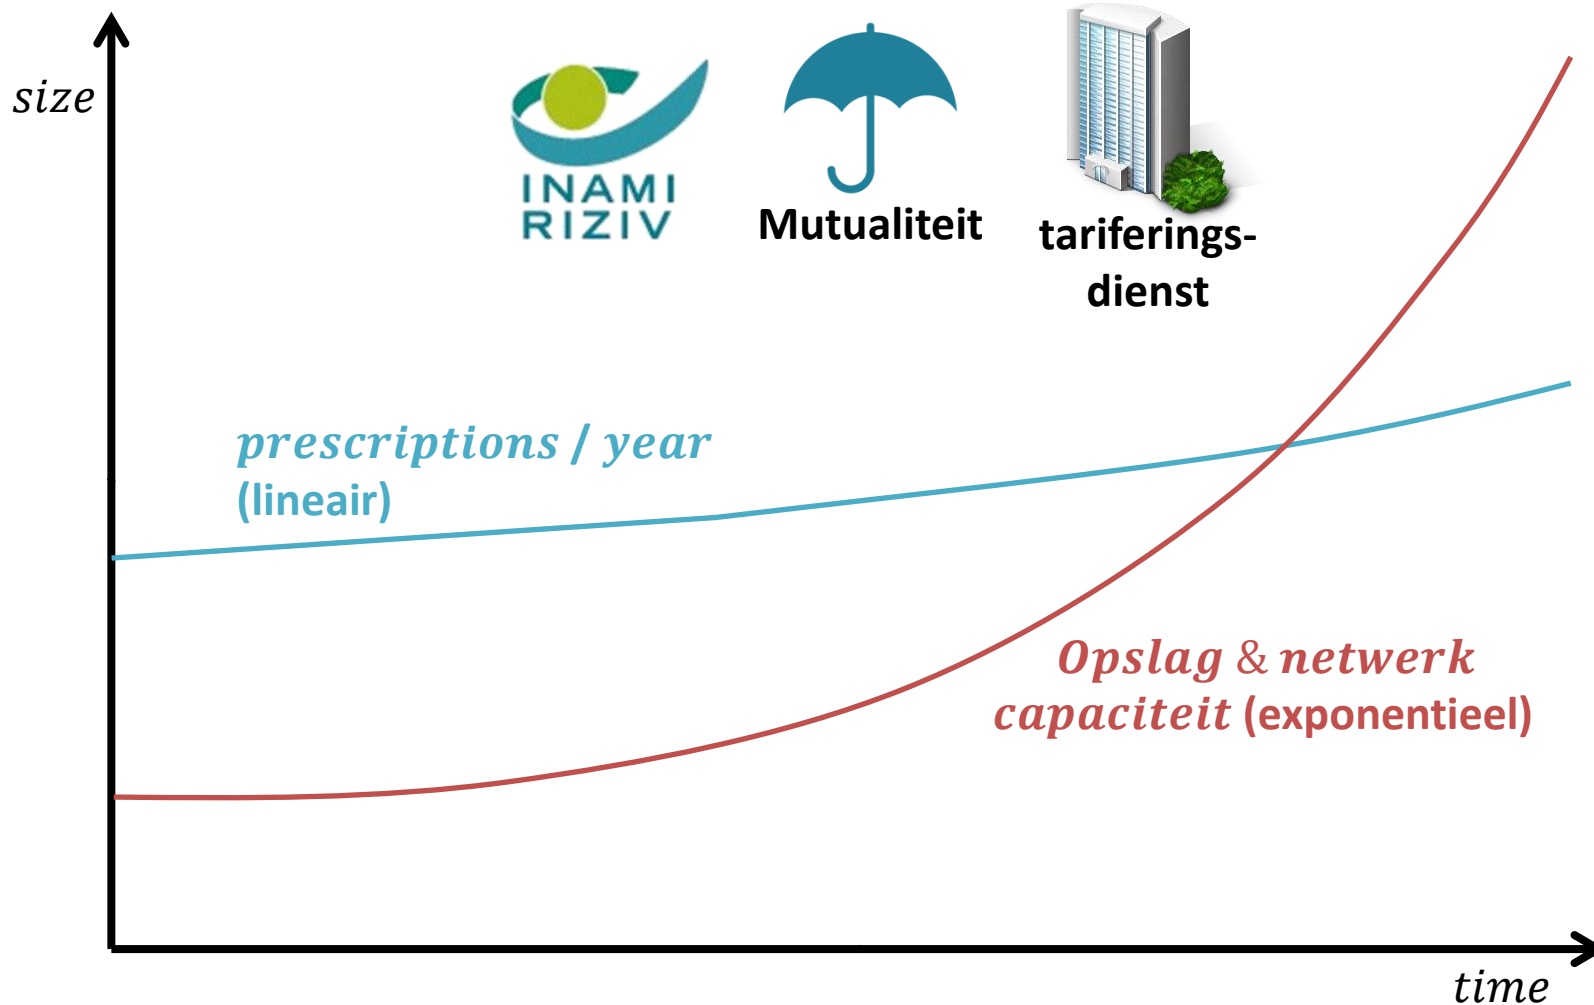 size
INAMI
RIZIV
Mutualiteit
tariferings-
dienst
prescriptions / year
(lineair)
Opslag & netwerk
capaciteit (exponentieel)
time